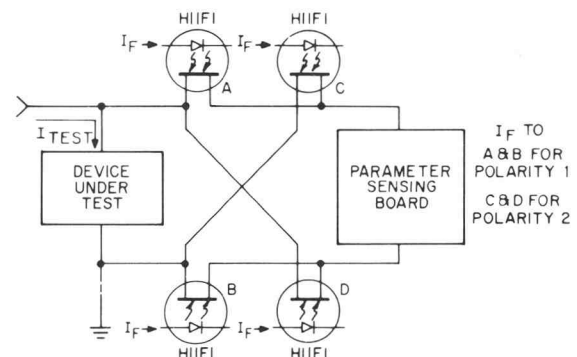 H11F1 H11F1
IF IF
A C
ITEST
DEVICE
UNDER
TEST
PARAMETER
SENSING
BOARD
IF TO
A&B FOR
POLARITY 1
C&D FOR
POLARITY 2
B D
IF IF
H11F1 H11F1